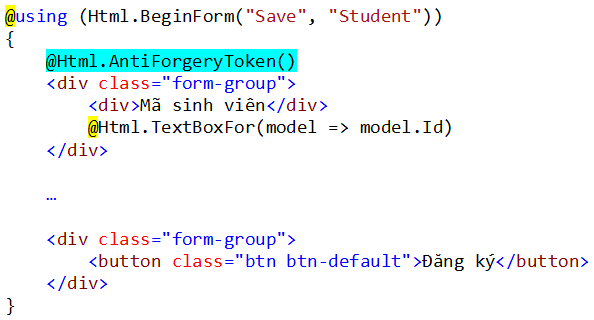 @using (Html.BeginForm("Save", "Student"))
{
    @Html.AntiForgeryToken()
    <div class="form-group">
        <div>Mã sinh viên</div>
        @Html.TextBoxFor(model => model.Id)
    </div>

    …

    <div class="form-group">
        <button class="btn btn-default">Đăng ký</button>
    </div>
}